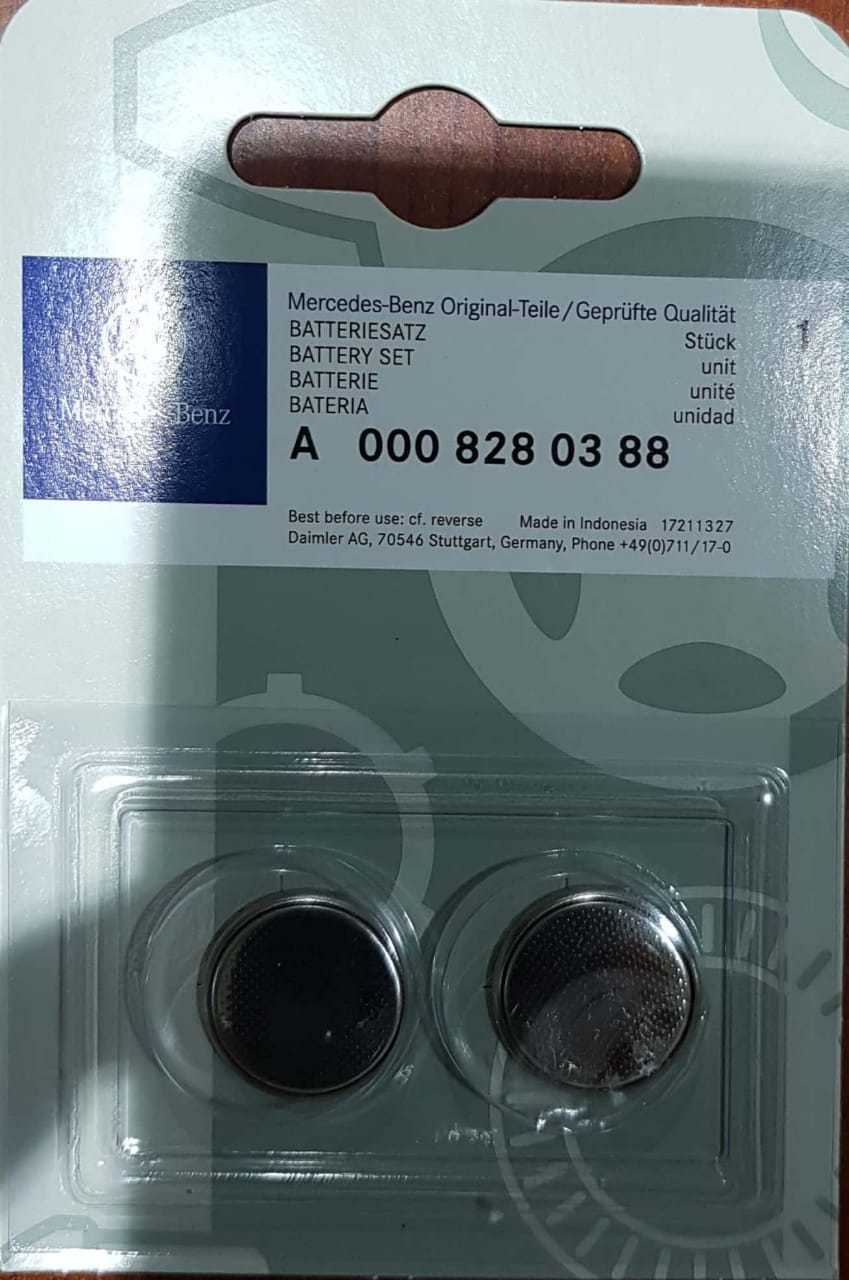 Mercedes-Benz Original-Teile/Geprüfte Qualität
BATTERIESATZ Stück
BATTERY SET unit
BATTERIE unité
BATERIA unidad
A 000 828 03 88
Benz
Best before use: cf. reverse Made in Indonesia 17211327
Daimler AG, 70546 Stuttgart, Germany, Phone +49(0)711/17-0